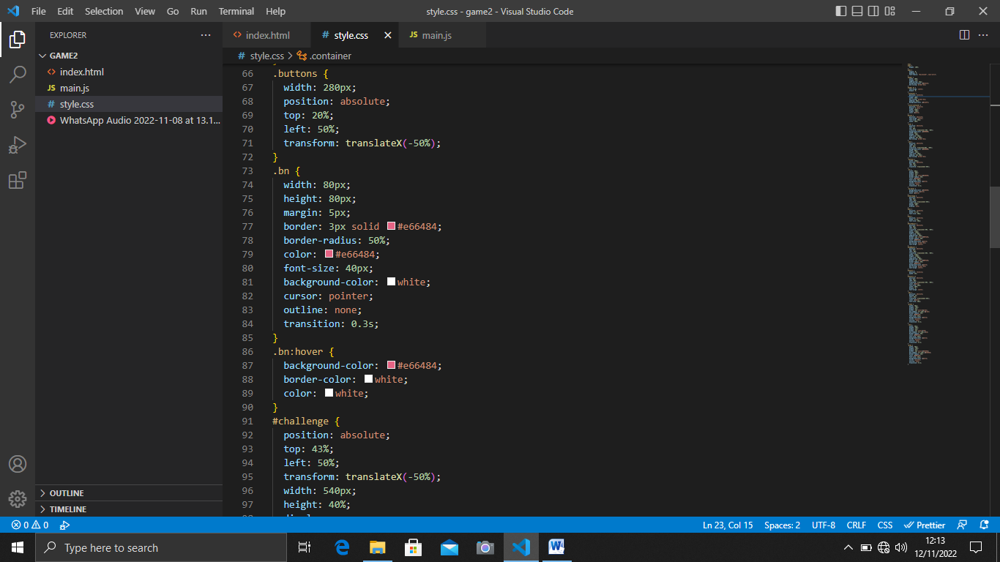 File Edit Selection View Go Run Terminal Help
style.css - game2 - Visual Studio Code
EXPLORER
GAME2
index.html
JS main.js
# style.css
WhatsApp Audio 2022-11-08 at 13.1...
OUTLINE
TIMELINE
index.html
# style.css
JS main.js
# style.css > .container
66 .buttons {
67 width: 280px;
68 position: absolute;
69 top: 20%;
70 left: 50%;
71 transform: translateX(-50%);
72 }
73 .bn {
74 width: 80px;
75 height: 80px;
76 margin: 5px;
77 border: 3px solid #e66484;
78 border-radius: 50%;
79 color: #e66484;
80 font-size: 40px;
81 background-color: white;
82 cursor: pointer;
83 outline: none;
84 transition: 0.3s;
85 }
86 .bn:hover {
87 background-color: #e66484;
88 border-color: white;
89 color: white;
90 }
91 #challenge {
92 position: absolute;
93 top: 43%;
94 left: 50%;
95 transform: translateX(-50%);
96 width: 540px;
97 height: 40%;
0 0
Ln 23, Col 15 Spaces: 2 UTF-8 CRLF CSS Prettier
Type here to search
12:13
12/11/2022